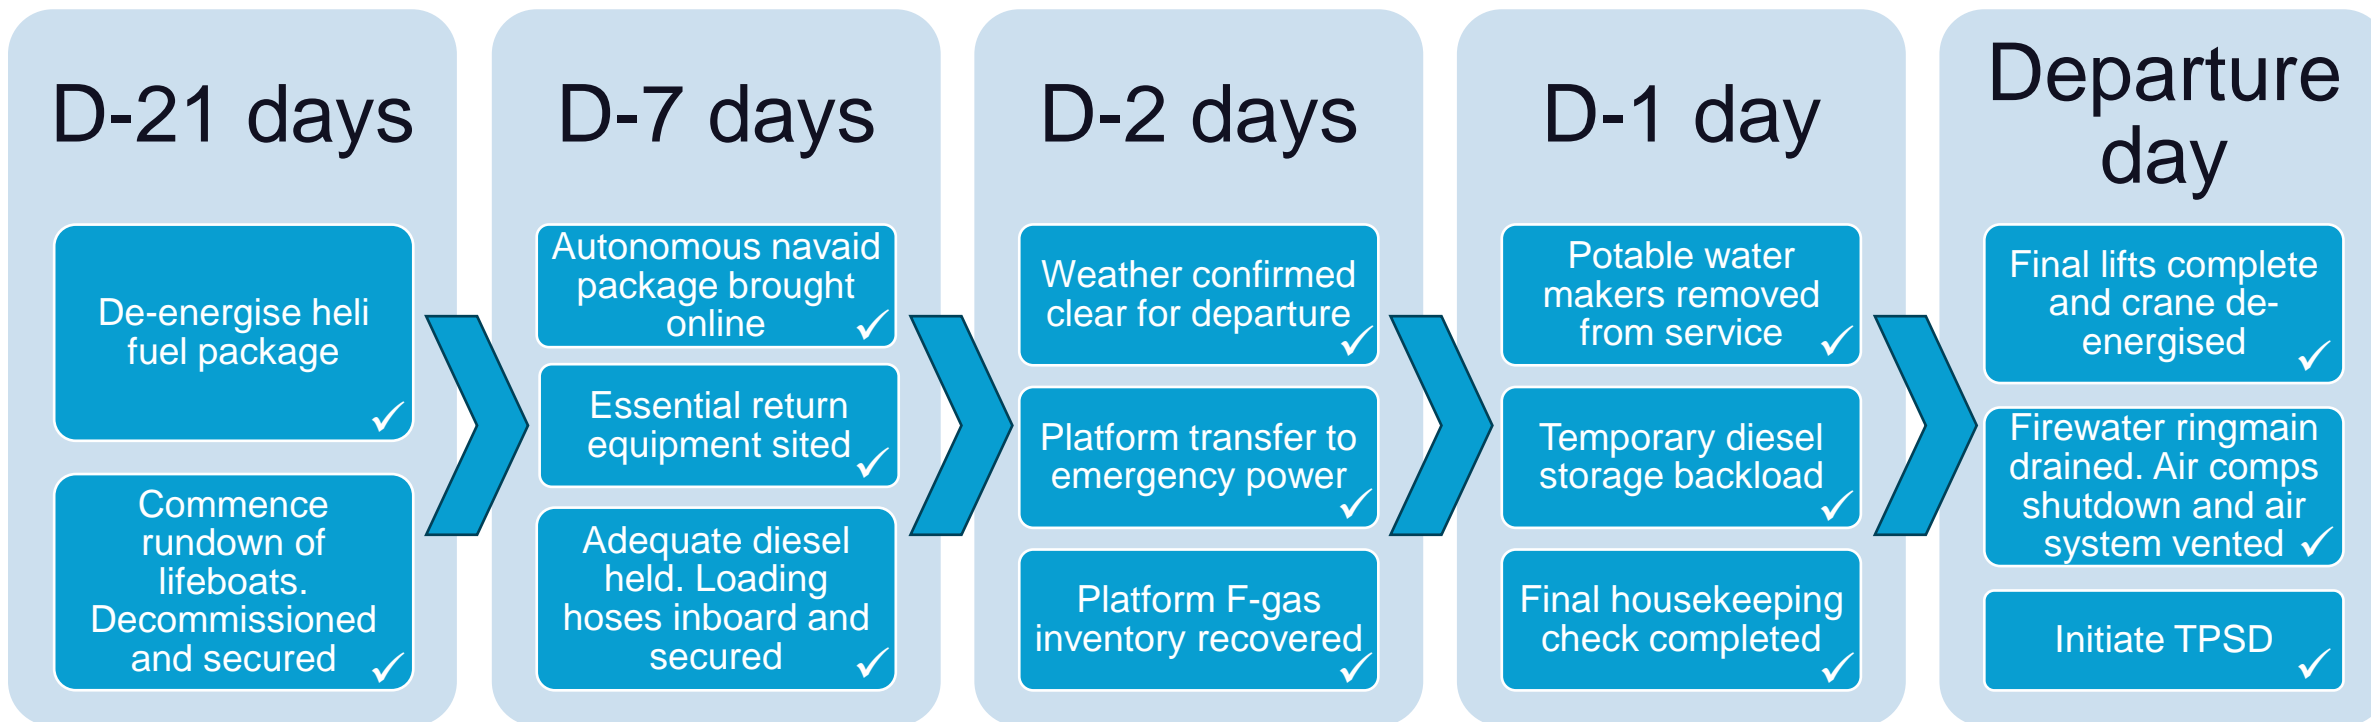 D-21 days
De-energise heli
fuel package
✓
Commence
rundown of
lifeboats.
Decommissioned
and secured
✓
D-7 days
Autonomous navaid
package brought
online
✓
Essential return
equipment sited
✓
Adequate diesel
held. Loading
hoses inboard and
secured
✓
D-2 days
Weather confirmed
clear for departure
✓
Platform transfer to
emergency power
✓
Platform F-gas
inventory recovered
✓
D-1 day
Potable water
makers removed
from service
✓
Temporary diesel
storage backload
✓
Final housekeeping
check completed
✓
Departure
day
Final lifts complete
and crane de-
energised
✓
Firewater ringmain
drained. Air comps
shutdown and air
system vented
✓
Initiate TPSD
✓